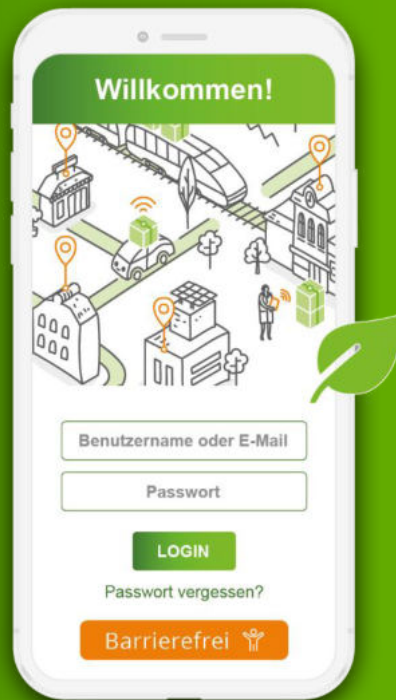 Willkommen!
Benutzername oder E-Mail
Passwort
LOGIN
Passwort vergessen?
Barrierefrei